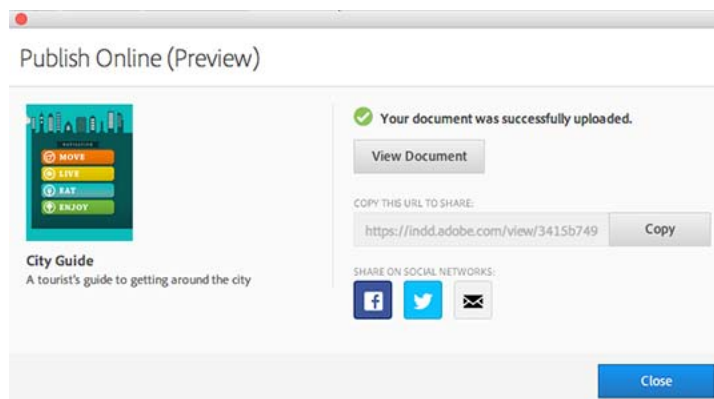 Publish Online (Preview)
MOVE
LIVE
EAT
ENJOY
City Guide
A tourist's guide to getting around the city
Your document was successfully uploaded.
View Document
COPY THIS URL TO SHARE:
https://indd.adobe.com/view/3415b749
Copy
SHARE ON SOCIAL NETWORKS:
Close